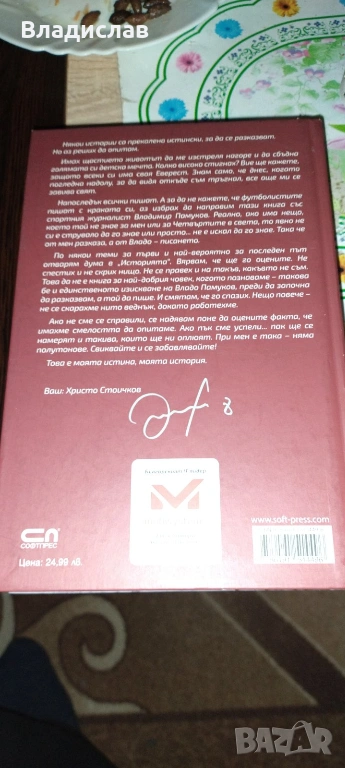 Владислав
Някои истории са прекалено истински, за да се разказват.
Но аз реших да опитам.
Имах щастието животът да ме изстреля нагоре и да сбъдна
голямата си детска мечта. Колко високо стигнах? Вие ще кажете,
защото всеки си има своя Еверест. Знам само, че днес, когато
погледна надолу, за да видя откъде съм тръгнал, все още ми се
завива свят.
Напоследък всички пишат. А за да не кажете, че футболистите
пишат с краката си, аз избрах да направим тази книга със
спортния журналист Владимир Памуков. Реално, ако има нещо,
което той не знае за мен или за Четвъртите в света, то явно не
си е струвало да го знае или просто... не е искал да го знае. Така че
от мен разказа, а от Владо – писането.
По някои теми за първи и най-вероятно за последен път
отварям дума в „Историята". Вярвам, че ще го оцените. Не
спестих и не скрих нищо. Не се правех и на такъв, какъвто не съм.
Това да не е книга за най-добрия човек, когото познаваме – такова
бе и единственото изискване на Владо Памуков, преди да започна
да разказвам, а той да пише. И смятам, че го спазих. Нещо повече –
не се скарахме нито веднъж, докато работехме.
Ако не сме се справили, се надявам поне да оцените факта, че
имахме смелостта да опитаме. Ако пък сме успели... пак ще се
намерят и такива, които ще ни оплюят. При мен е така – няма
полутонове. Свиквайте и се забавлявайте!
Това е моята истина, моята история.
Ваш: Христо Стоичков
8
СОФТПРЕС
Цена: 24,99 лв.
www.soft-press.com
BAZAR